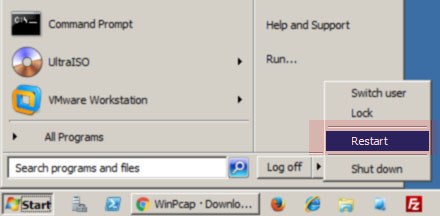 Command Prompt
UltraISO
VMware Workstation
All Programs
Search programs and files
Help and Support
Run...
Log off
Switch user
Lock
Restart
Shut down
Start
WinPcap - Downlo...